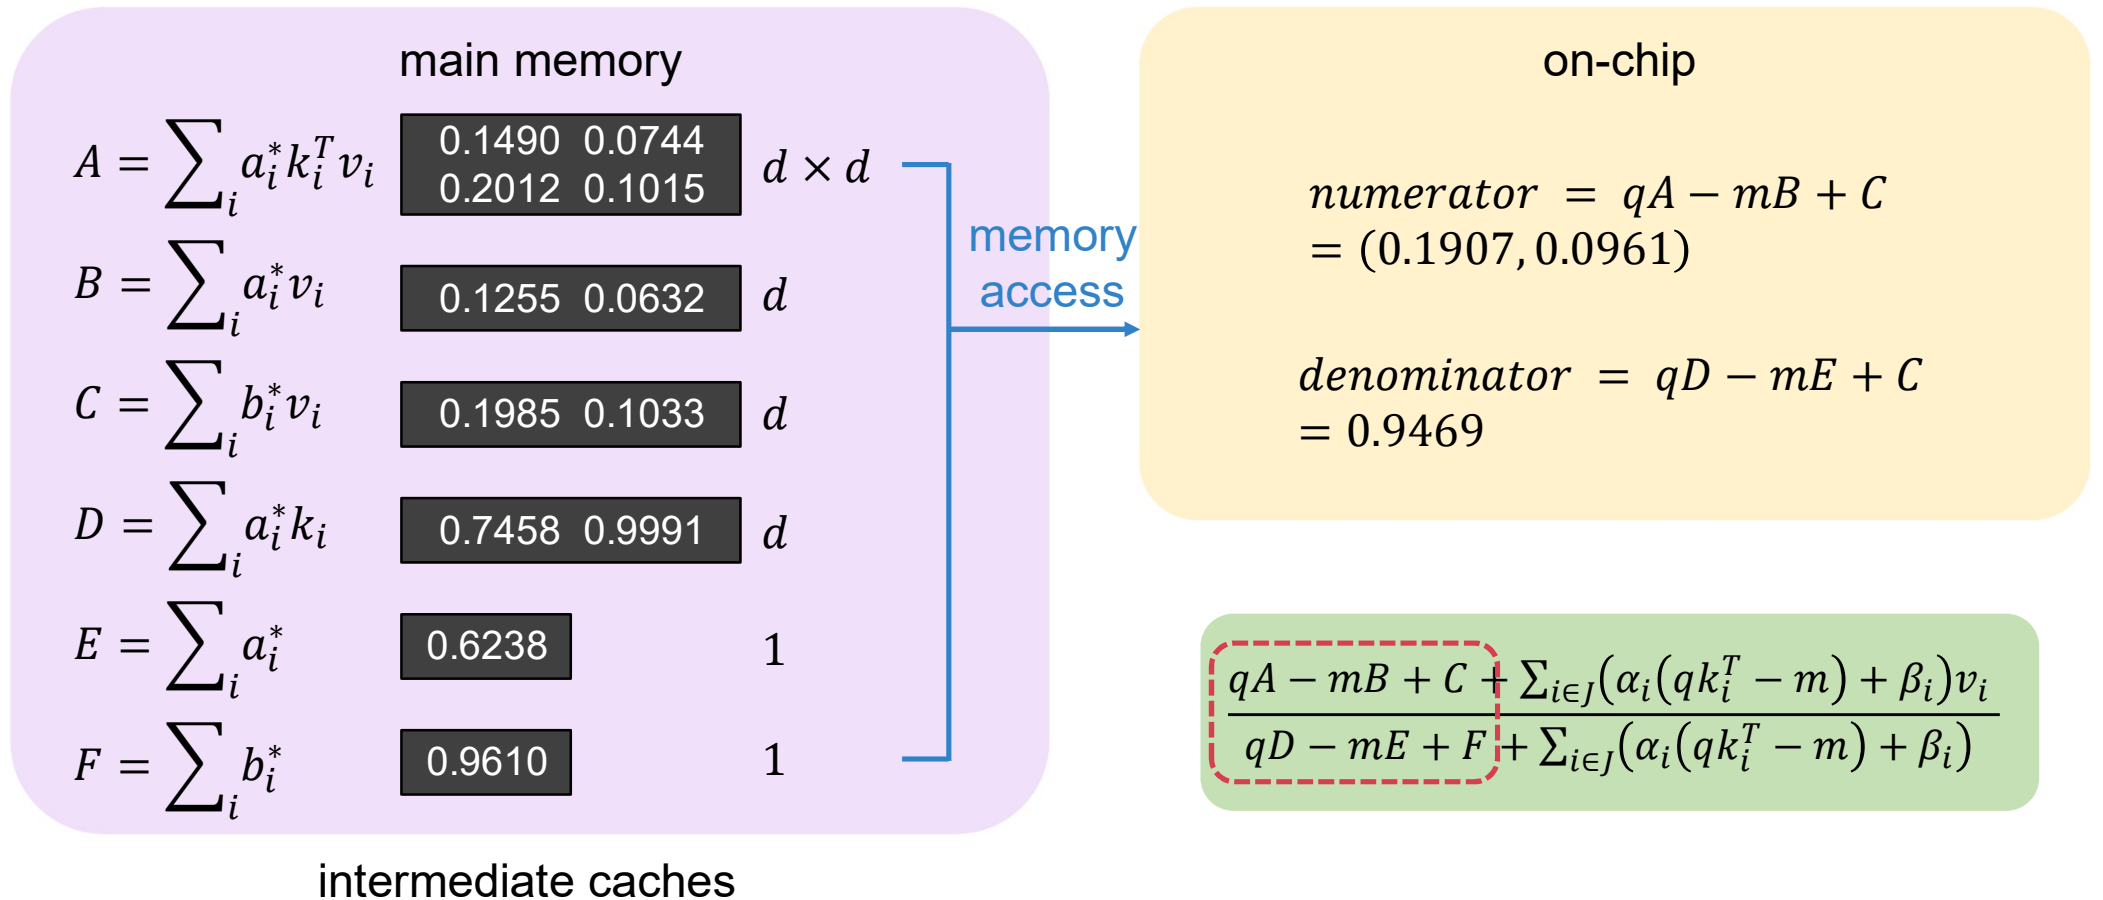 main memory
A = ∑_i a_i^* k_i^T v_i
0.1490 0.0744
0.2012 0.1015
d × d
B = ∑_i a_i^* v_i
0.1255 0.0632
d
C = ∑_i b_i^* v_i
0.1985 0.1033
d
D = ∑_i a_i^* k_i
0.7458 0.9991
d
E = ∑_i a_i^*
0.6238
1
F = ∑_i b_i^*
0.9610
1
intermediate caches
memory
access
on-chip
numerator = qA − mB + C
= (0.1907, 0.0961)
denominator = qD − mE + C
= 0.9469
qA − mB + C + ∑_{i∈J}(α_i(qk_i^T − m) + β_i)v_i
qD − mE + F + ∑_{i∈J}(α_i(qk_i^T − m) + β_i)